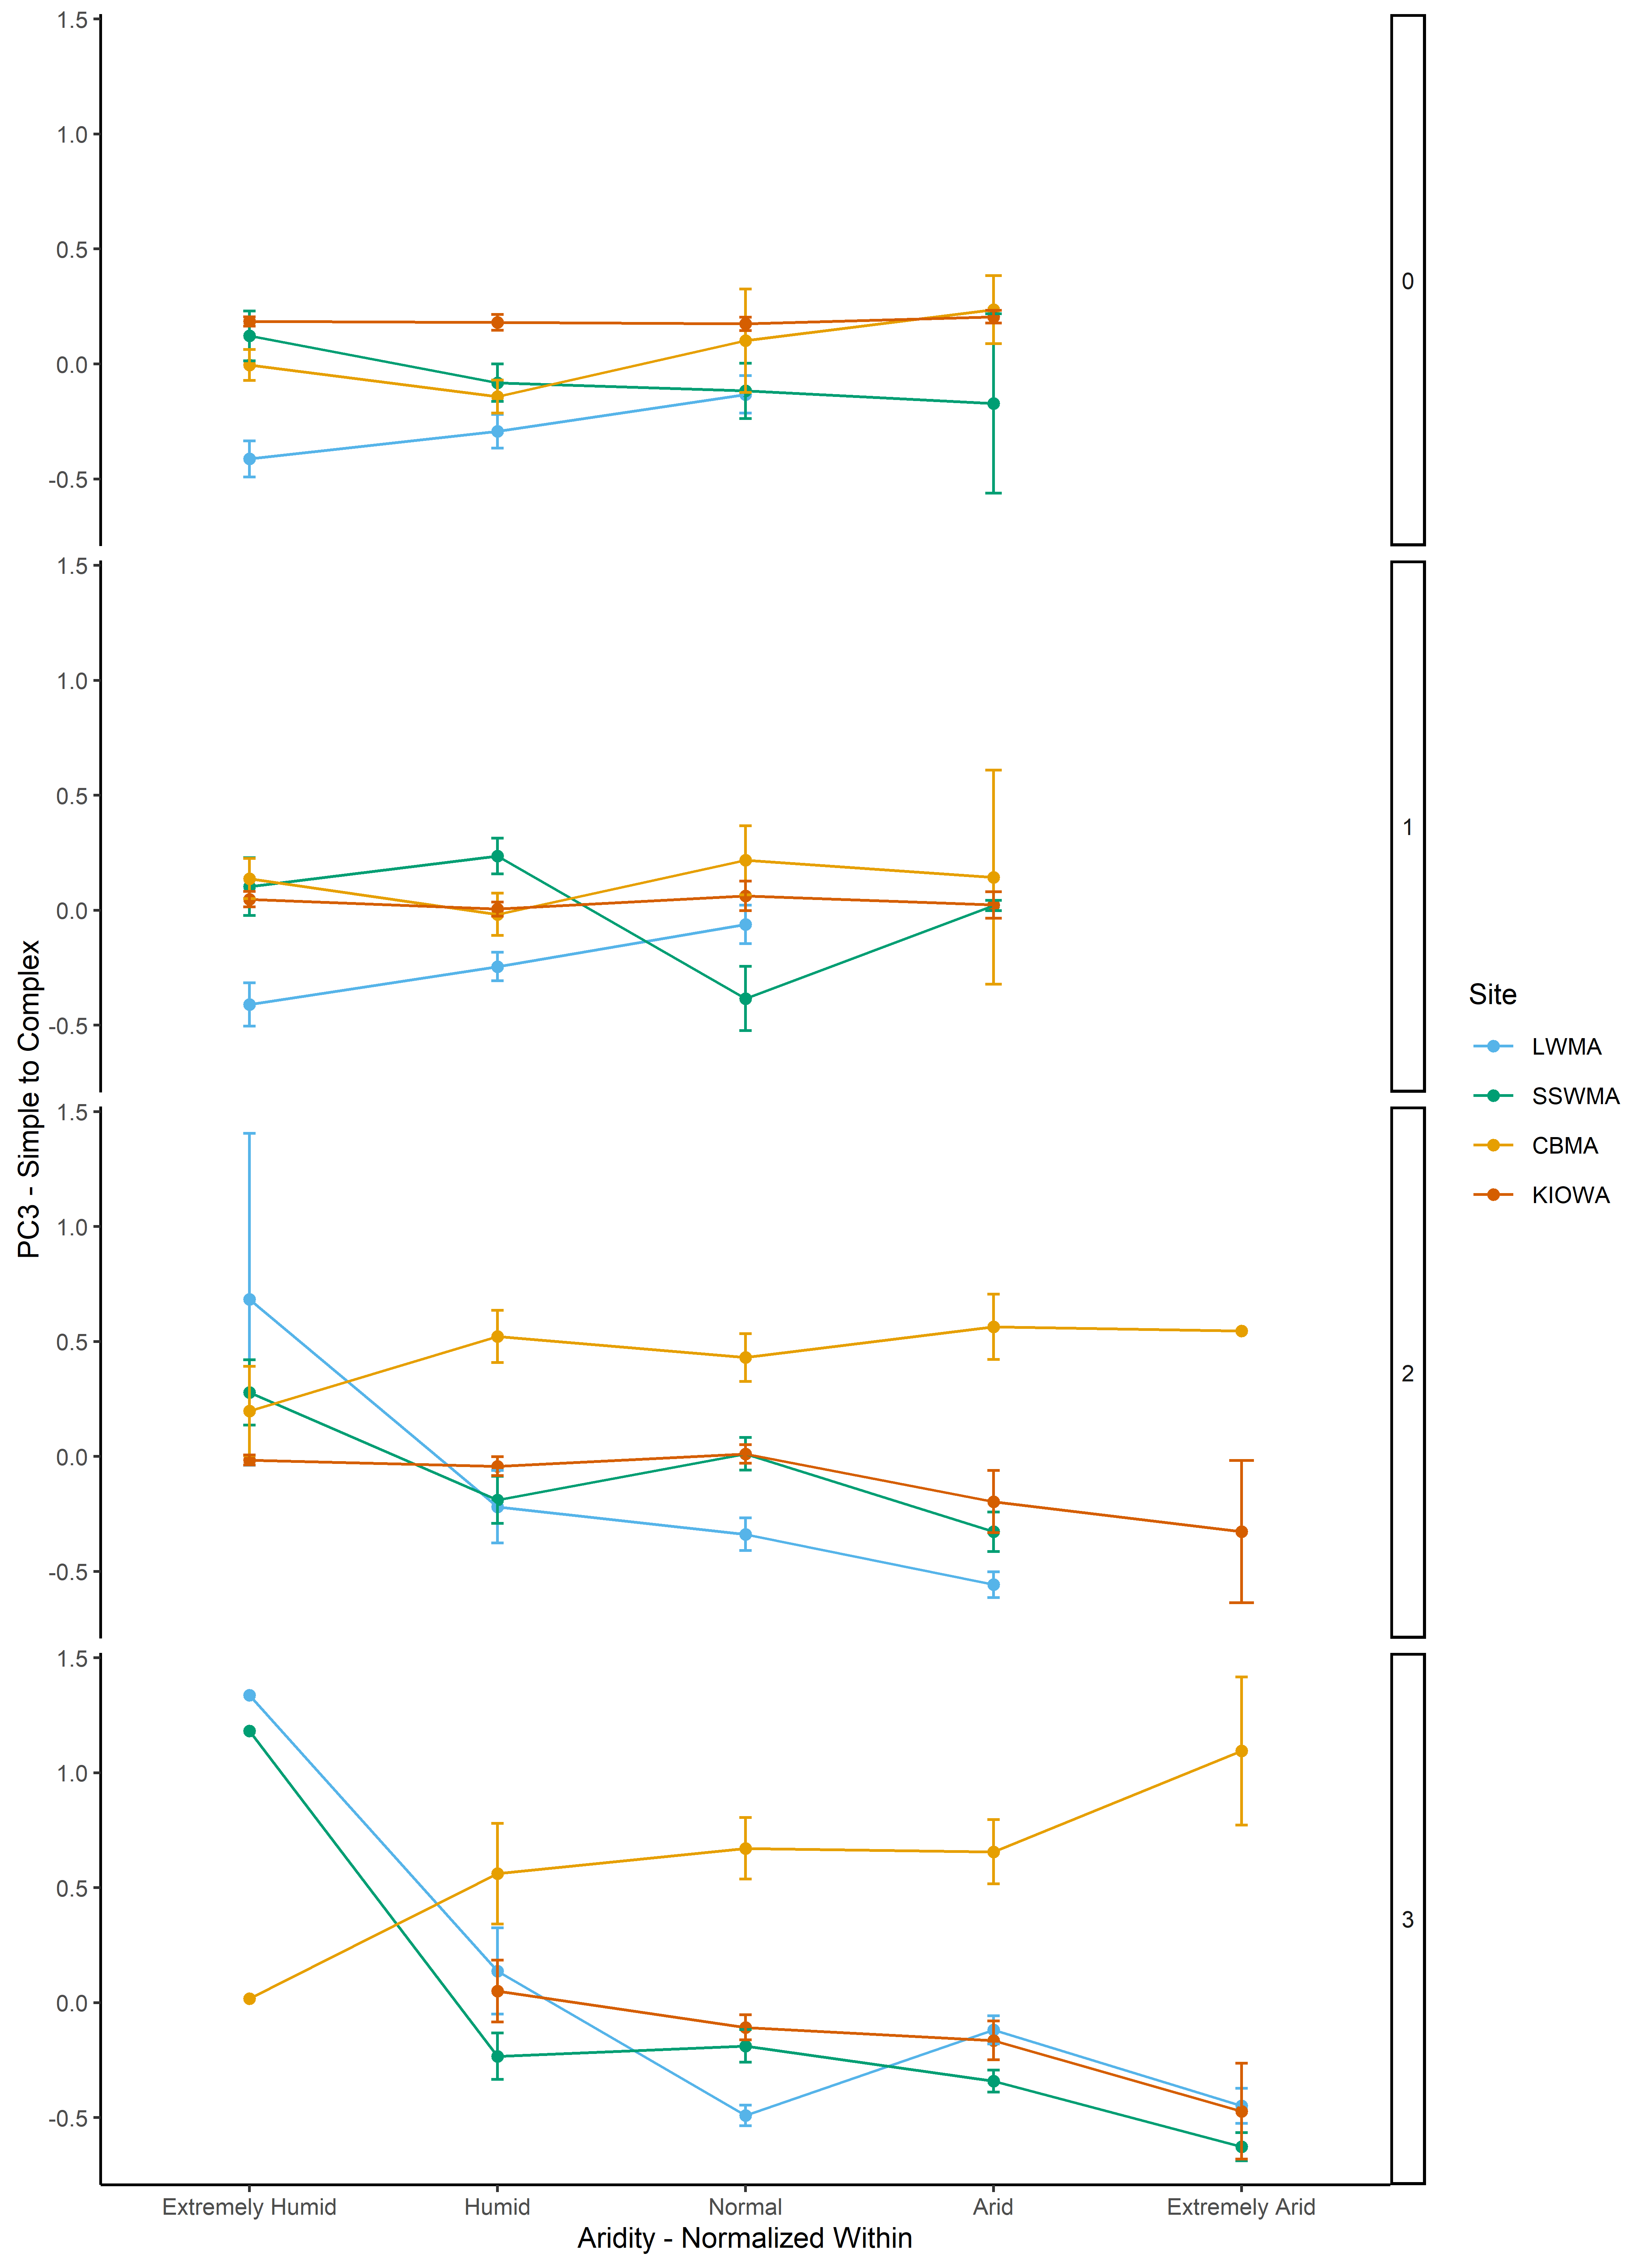 PC3 - Simple to Complex
1.5
1.0
0.5
0.0
-0.5
0
1.5
1.0
0.5
0.0
-0.5
1
1.5
1.0
0.5
0.0
-0.5
2
1.5
1.0
0.5
0.0
-0.5
3
Extremely Humid
Humid
Normal
Arid
Extremely Arid
Aridity - Normalized Within
Site
LWMA
SSWMA
CBMA
KIOWA